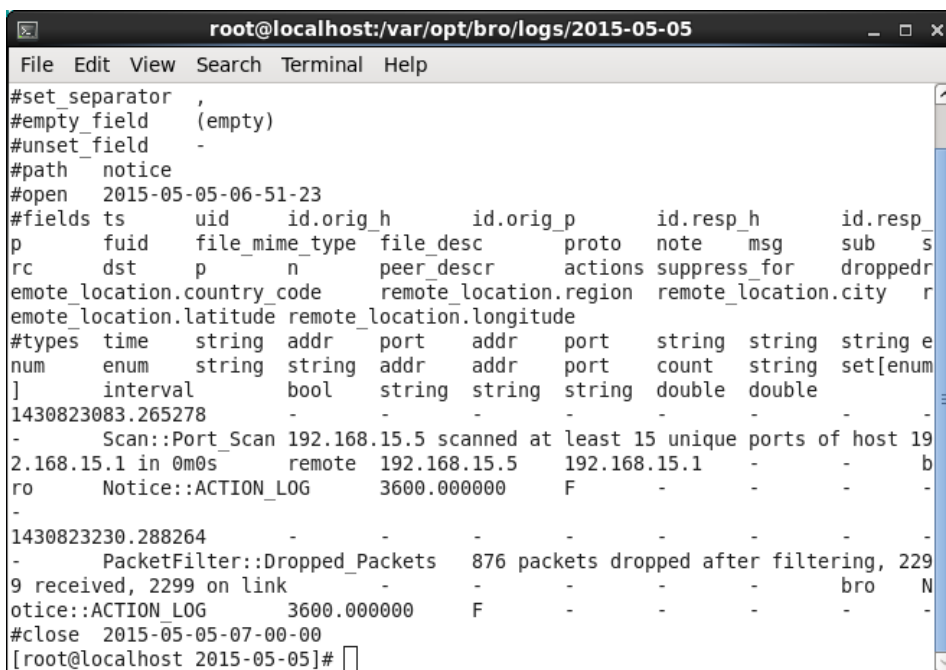 root@localhost:/var/opt/bro/logs/2015-05-05
File Edit View Search Terminal Help
#set_separator ,
#empty_field (empty)
#unset_field -
#path notice
#open 2015-05-05-06-51-23
#fields ts uid id.orig_h id.orig_p id.resp_h id.resp_
p fuid file_mime_type file_desc proto note msg sub s
rc dst p n peer_descr actions suppress_for droppedr
emote_location.country_code remote_location.region remote_location.city r
emote_location.latitude remote_location.longitude
#types time string addr port addr port string string string e
num enum string string addr addr port count string set[enum
] interval bool string string string double double
1430823083.265278 - - - - - - - -
- Scan::Port_Scan 192.168.15.5 scanned at least 15 unique ports of host 19
2.168.15.1 in 0m0s remote 192.168.15.5 192.168.15.1 - - b
ro Notice::ACTION_LOG 3600.000000 F - - - -
-
1430823230.288264 - - - - - - - -
- PacketFilter::Dropped_Packets 876 packets dropped after filtering, 229
9 received, 2299 on link - - - - - bro N
otice::ACTION_LOG 3600.000000 F - - - - -
#close 2015-05-05-07-00-00
[root@localhost 2015-05-05]#